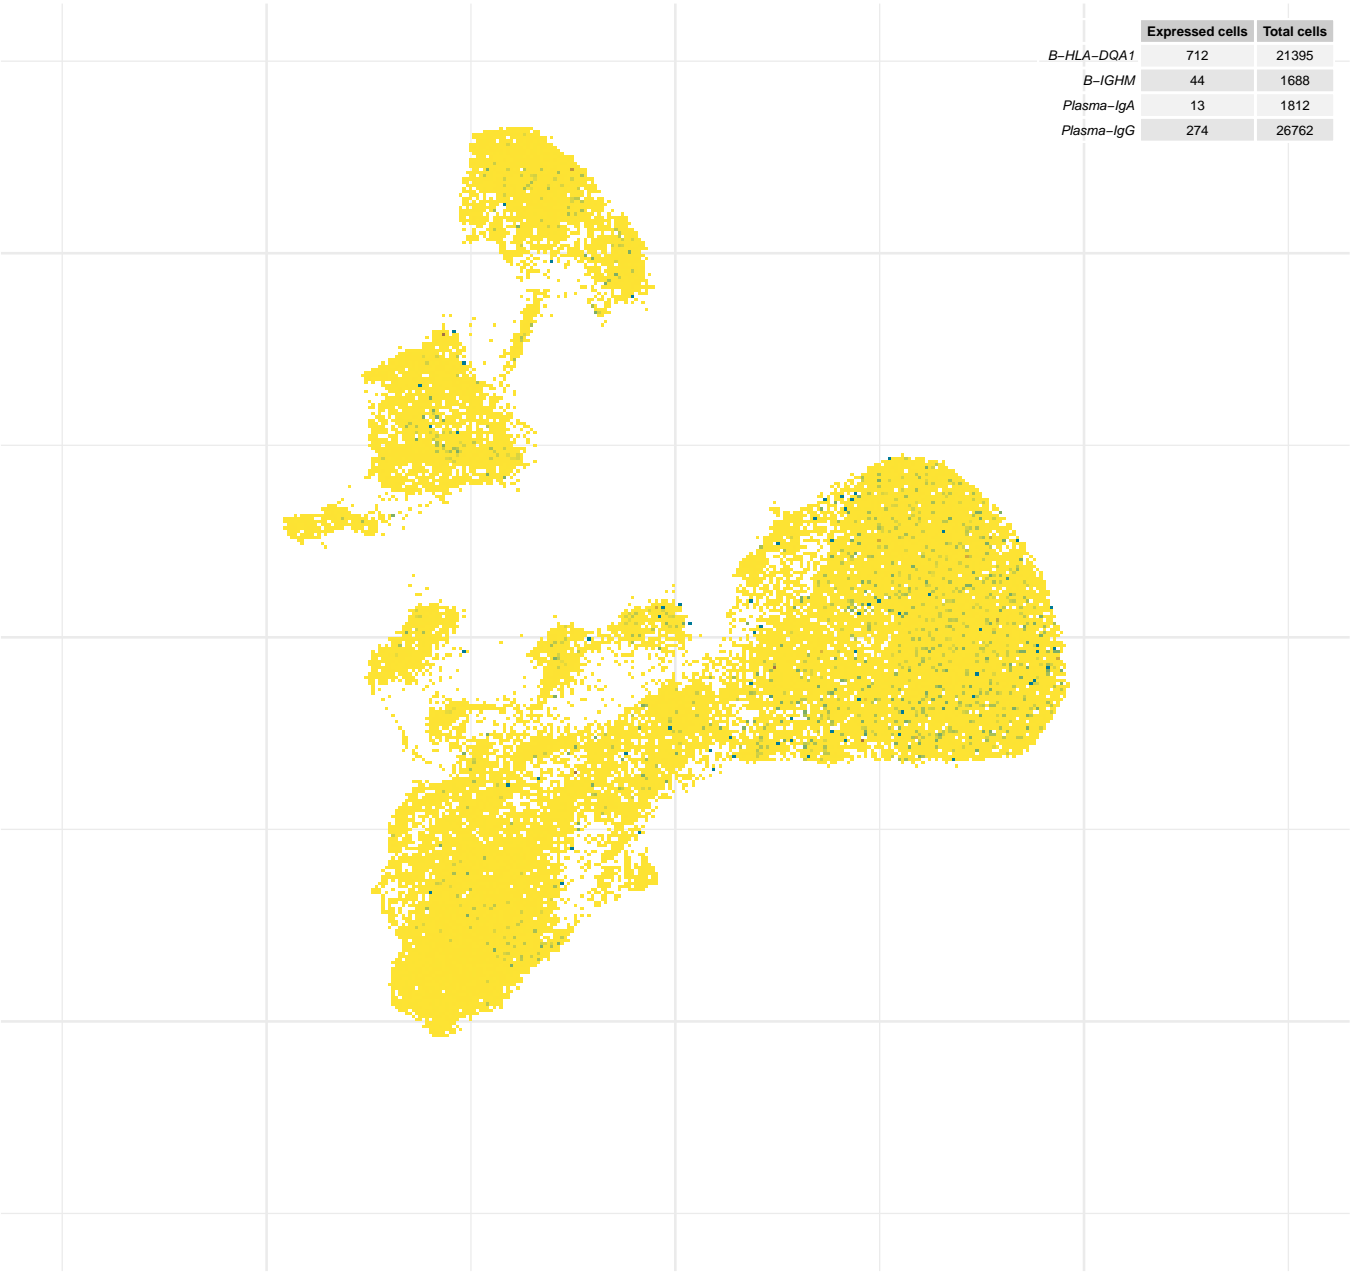 Expressed cells Total cells
B−HLA−DQA1 712 21395
B−IGHM 44 1688
Plasma−IgA 13 1812
Plasma−IgG 274 26762